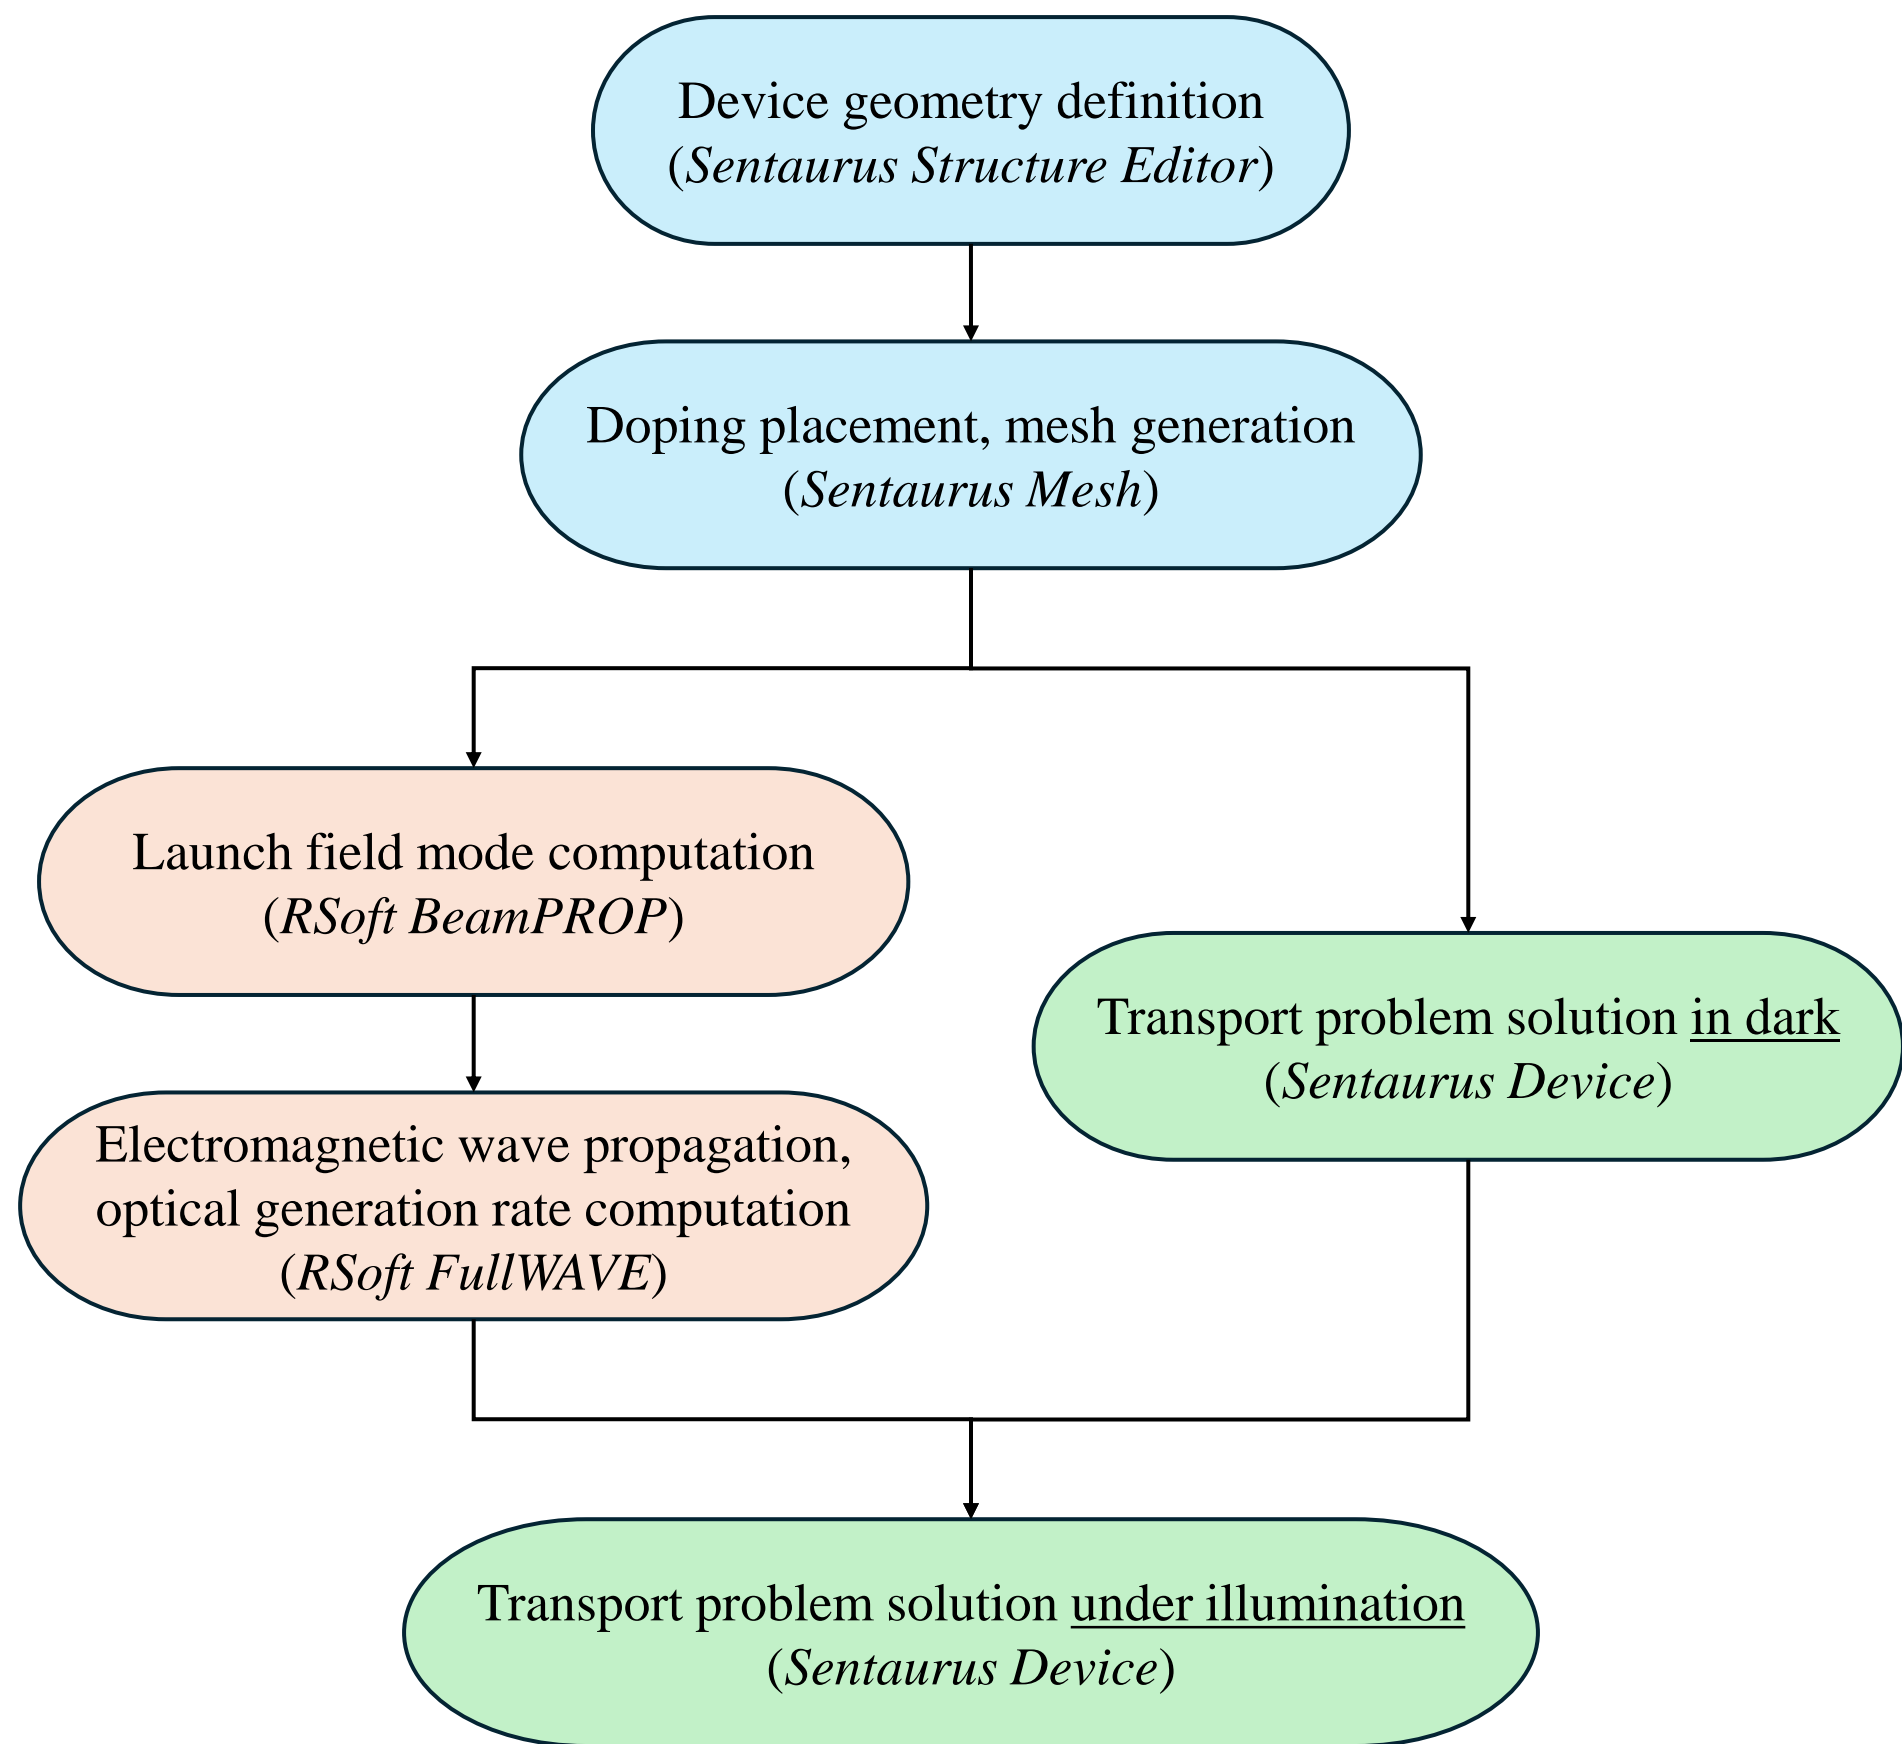 Device geometry definition
(Sentaurus Structure Editor)
Doping placement, mesh generation
(Sentaurus Mesh)
Launch field mode computation
(RSoft BeamPROP)
Transport problem solution in dark
(Sentaurus Device)
Electromagnetic wave propagation,
optical generation rate computation
(RSoft FullWAVE)
Transport problem solution under illumination
(Sentaurus Device)